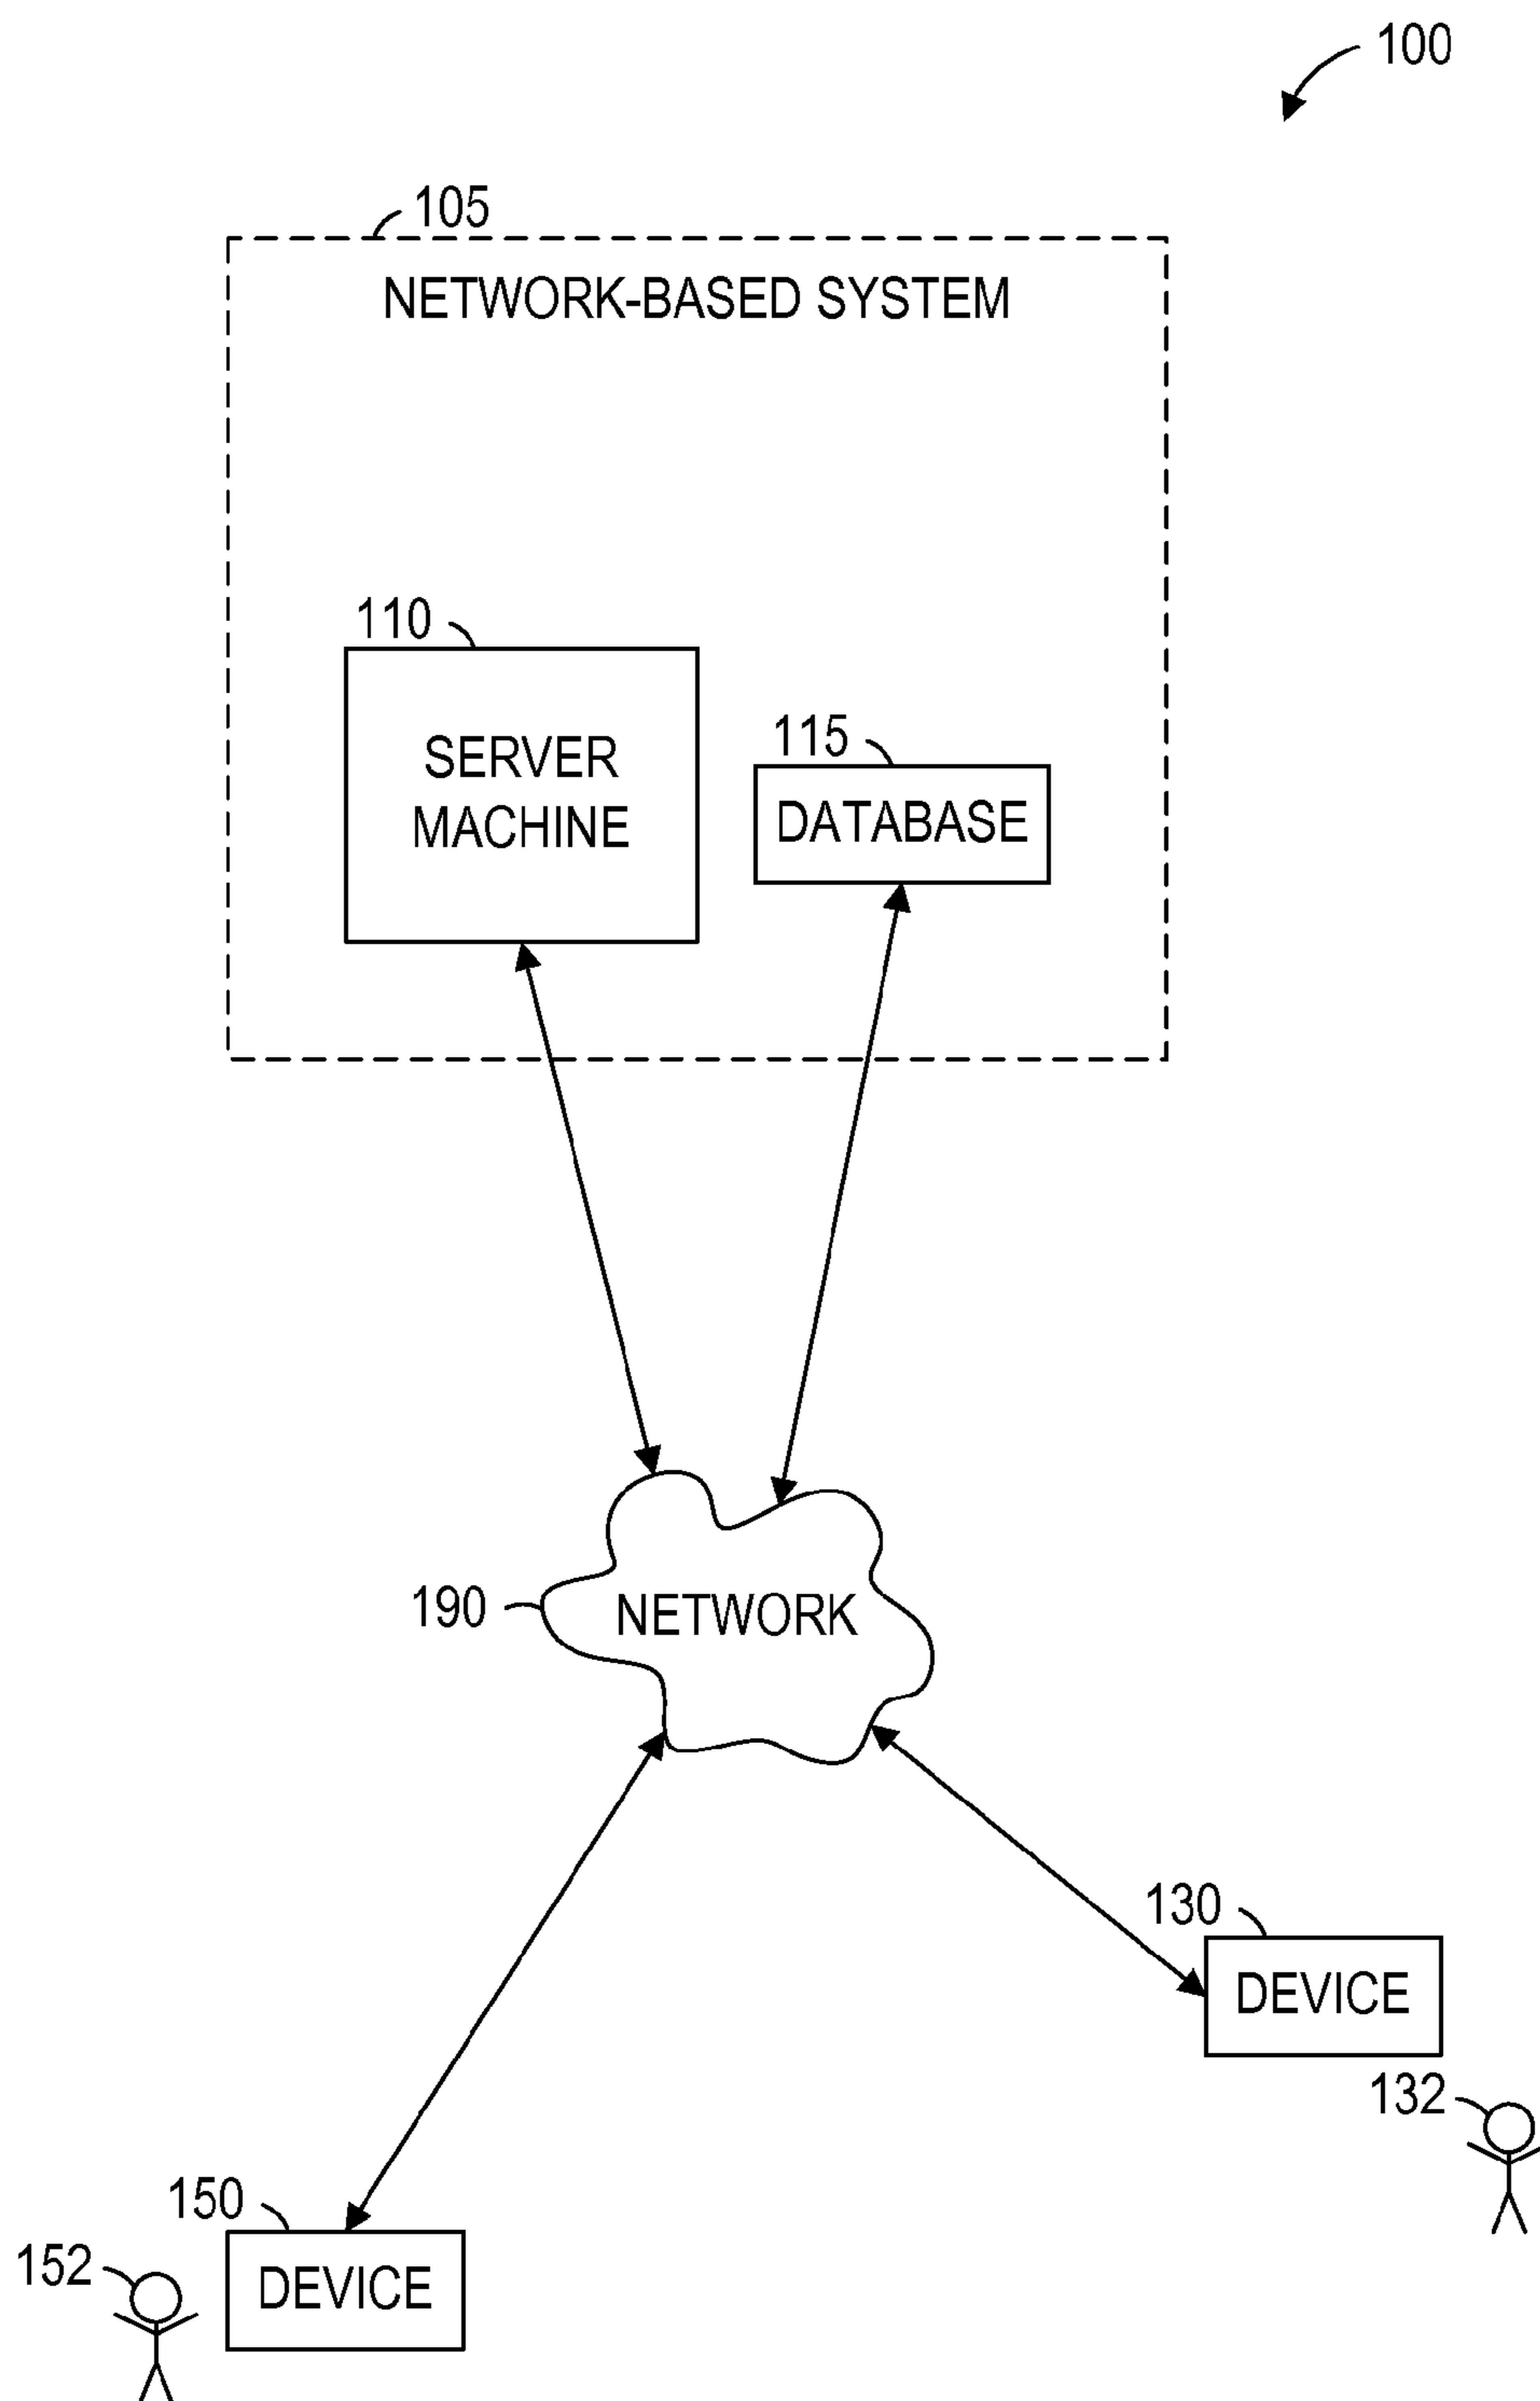 100
105
NETWORK-BASED SYSTEM
110
SERVER
MACHINE
115
DATABASE
190
NETWORK
130
DEVICE
132
150
DEVICE
152